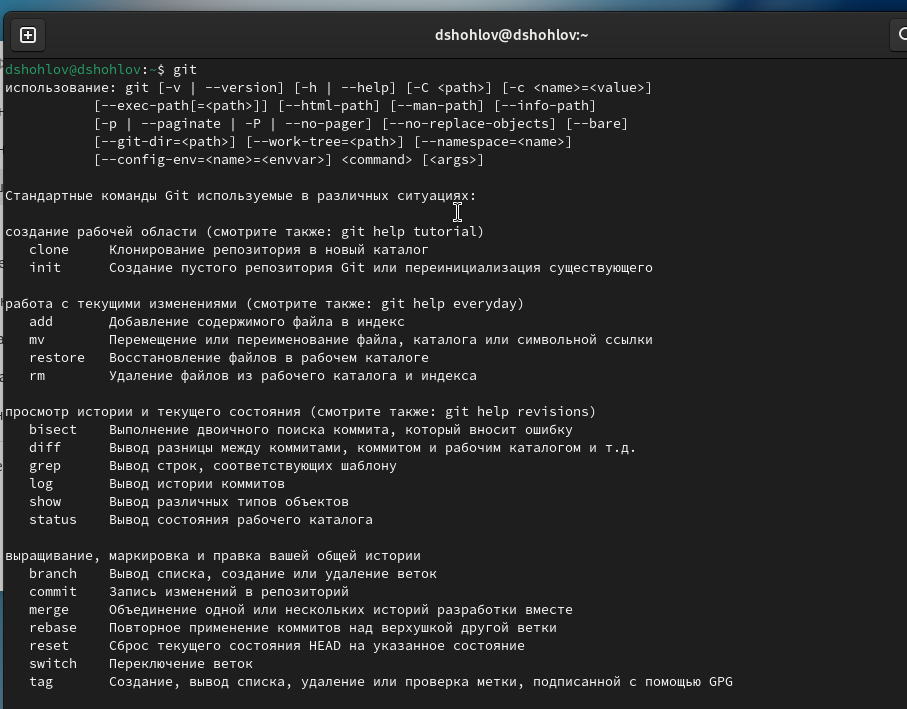 dshohlov@dshohlov:~
dshohlov@dshohlov:~$ git
использование: git [-v | --version] [-h | --help] [-C <path>] [-c <name>=<value>]
           [--exec-path[=<path>]] [--html-path] [--man-path] [--info-path]
           [-p | --paginate | -P | --no-pager] [--no-replace-objects] [--bare]
           [--git-dir=<path>] [--work-tree=<path>] [--namespace=<name>]
           [--config-env=<name>=<envvar>] <command> [<args>]
Стандартные команды Git используемые в различных ситуациях:
создание рабочей области (смотрите также: git help tutorial)
   clone     Клонирование репозитория в новый каталог
   init      Создание пустого репозитория Git или переинициализация существующего
работа с текущими изменениями (смотрите также: git help everyday)
   add       Добавление содержимого файла в индекс
   mv        Перемещение или переименование файла, каталога или символьной ссылки
   restore   Восстановление файлов в рабочем каталоге
   rm        Удаление файлов из рабочего каталога и индекса
просмотр истории и текущего состояния (смотрите также: git help revisions)
   bisect    Выполнение двоичного поиска коммита, который вносит ошибку
   diff      Вывод разницы между коммитами, коммитом и рабочим каталогом и т.д.
   grep      Вывод строк, соответствующих шаблону
   log       Вывод истории коммитов
   show      Вывод различных типов объектов
   status    Вывод состояния рабочего каталога
выращивание, маркировка и правка вашей общей истории
   branch    Вывод списка, создание или удаление веток
   commit    Запись изменений в репозиторий
   merge     Объединение одной или нескольких историй разработки вместе
   rebase    Повторное применение коммитов над верхушкой другой ветки
   reset     Сброс текущего состояния HEAD на указанное состояние
   switch    Переключение веток
   tag       Создание, вывод списка, удаление или проверка метки, подписанной с помощью GPG